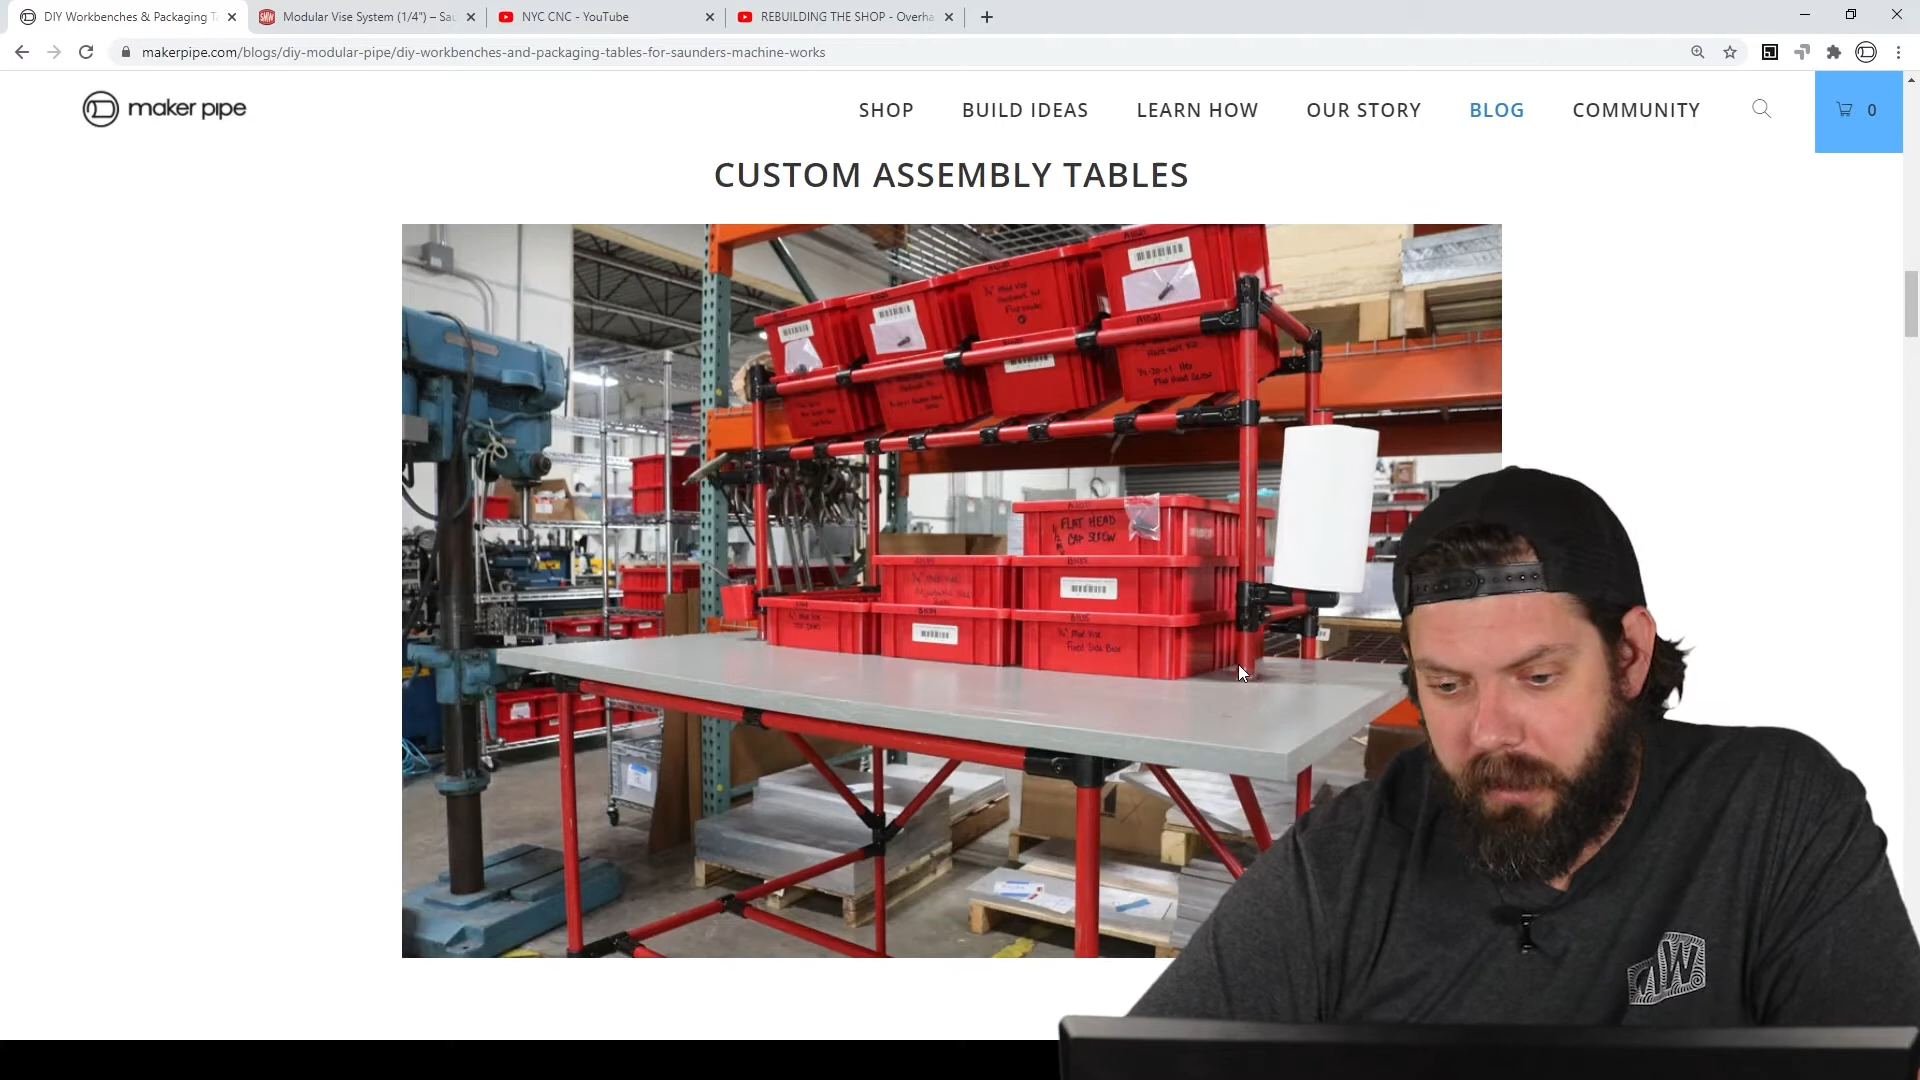 DIY Workbenches & Packaging Ta
Modular Vise System (1/4") – Sau
NYC CNC - YouTube
REBUILDING THE SHOP - Overha
makerpipe.com/blogs/diy-modular-pipe/diy-workbenches-and-packaging-tables-for-saunders-machine-works
maker pipe
SHOP
BUILD IDEAS
LEARN HOW
OUR STORY
BLOG
COMMUNITY
0
CUSTOM ASSEMBLY TABLES
FLAT HEAD
CAP SCREW